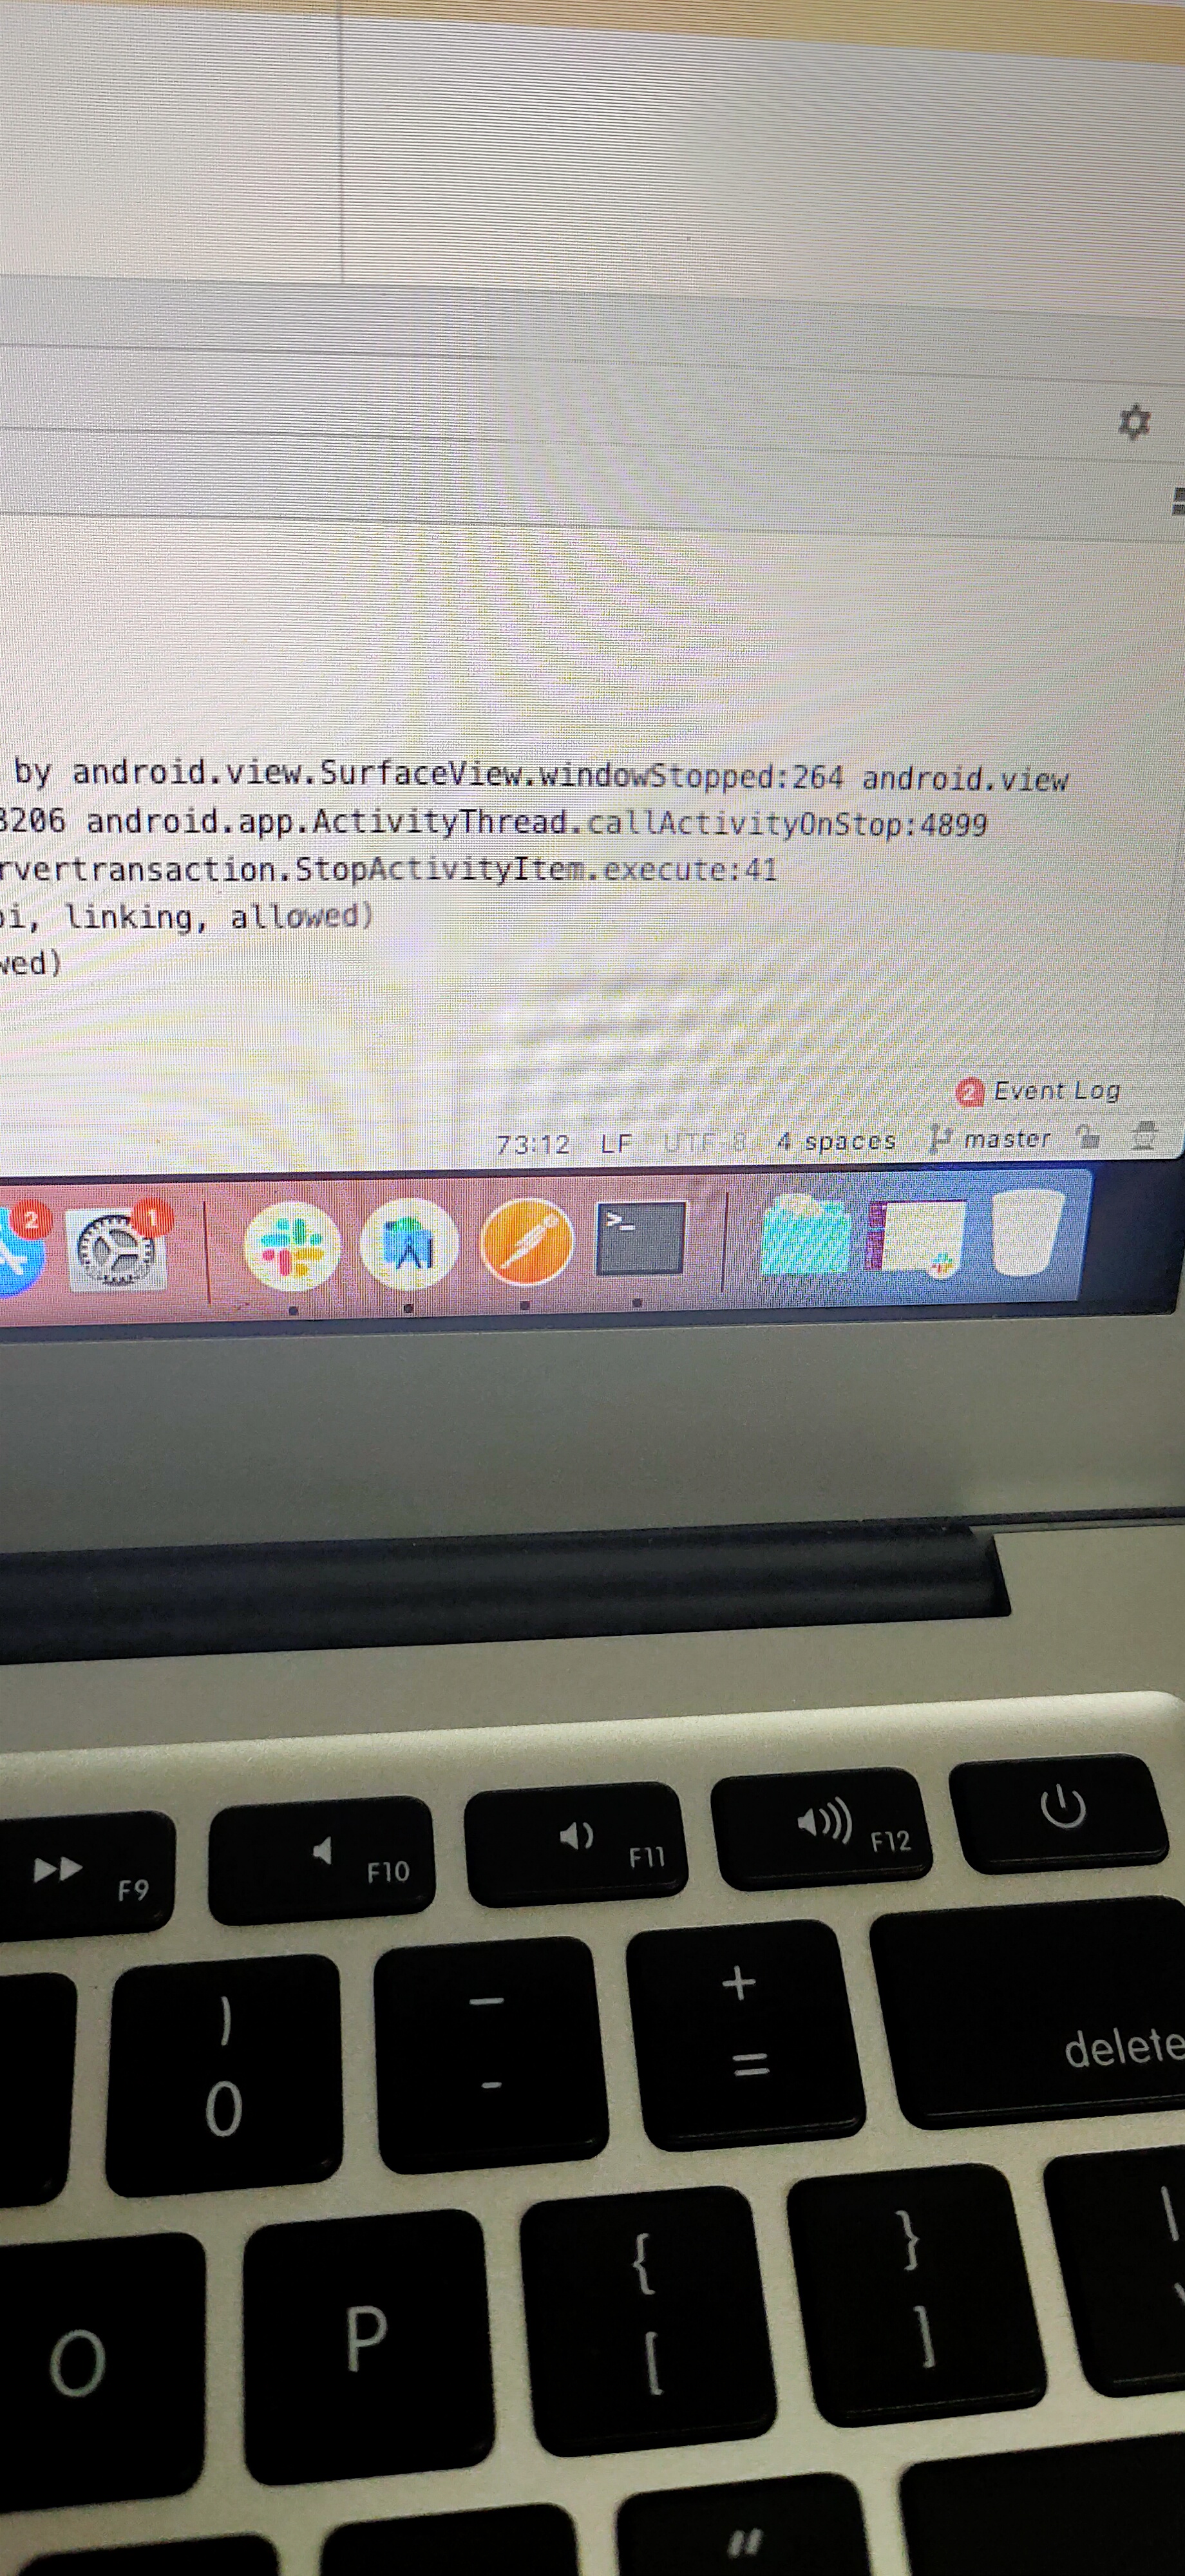 by android.view.SurfaceView.windowStopped:264 android.view
3206 android.app.ActivityThread.callActivityOnStop:4899
rvertransaction.StopActivityItem.execute:41
i, linking, allowed)
wed)
2 Event Log
73:12 LF UTF-8 4 spaces master
2 1
>_
F9 F10 F11 F12
) _ +
0 - = delete
{ } |
O P [ ]
"